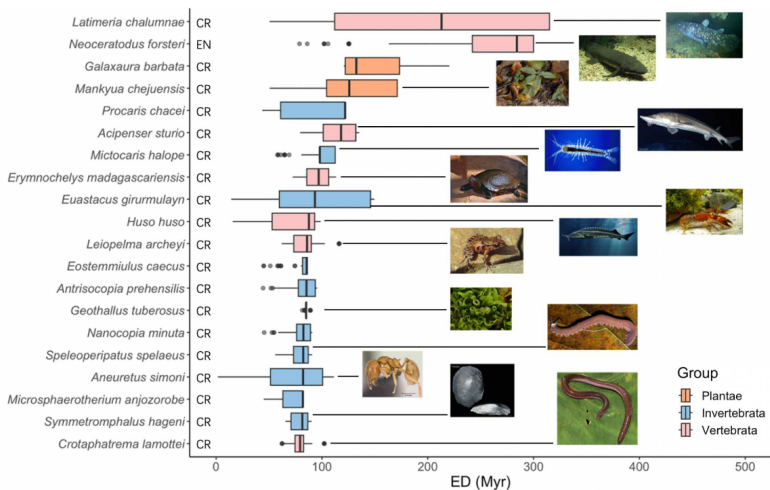 Latimeria chalumnae CR
Neoceratodus forsteri EN
Galaxaura barbata CR
Mankyua chejuensis CR
Procaris chacei CR
Acipenser sturio CR
Mictocaris halope CR
Erymnochelys madagascariensis CR
Euastacus girurmulayn CR
Huso huso CR
Leiopelma archeyi CR
Eostemmiulus caecus CR
Antrisocopia prehensilis CR
Geothallus tuberosus CR
Nanocopia minuta CR
Speleoperipatus spelaeus CR
Aneuretus simoni CR
Microsphaerotherium anjozorobe CR
Symmetromphalus hageni CR
Crotaphatrema lamottei CR
Group
Plantae
Invertebrata
Vertebrata
0 100 200 300 400 500
ED (Myr)